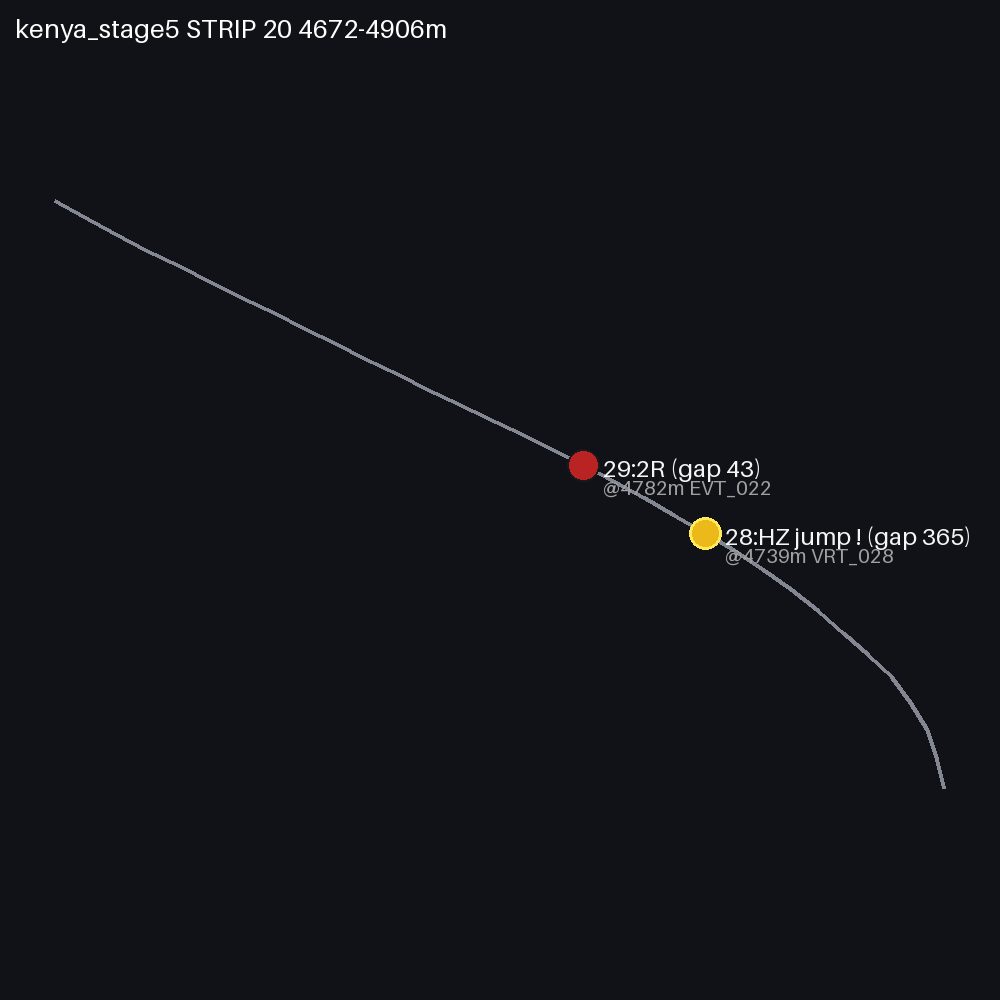 kenya_stage5 STRIP 20 4672-4906m
29:2R (gap 43)
@4782m EVT_022
28:HZ jump ! (gap 365)
@4739m VRT_028